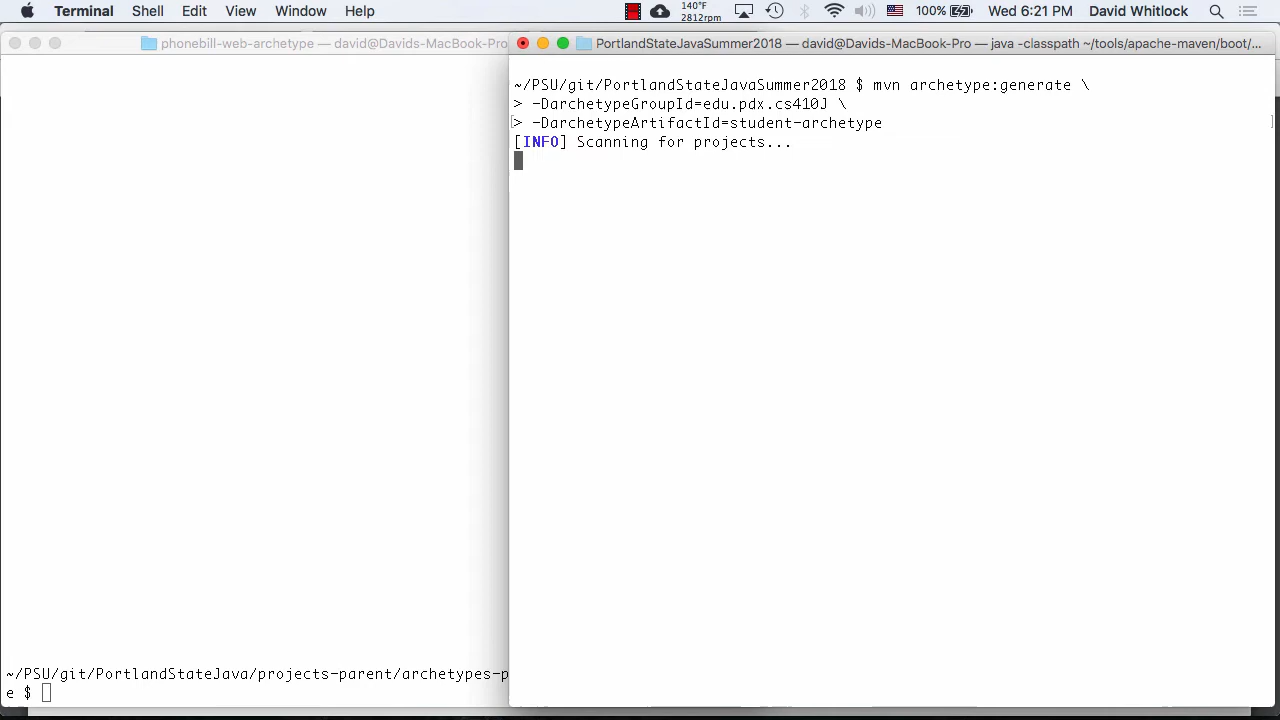 Terminal Shell Edit View Window Help 140°F 2812rpm 100% Wed 6:21 PM David Whitlock
phonebill-web-archetype — david@Davids-MacBook-Pro
PortlandStateJavaSummer2018 — david@Davids-MacBook-Pro — java -classpath ~/tools/apache-maven/boot/...
~/PSU/git/PortlandStateJavaSummer2018 $ mvn archetype:generate \
> -DarchetypeGroupId=edu.pdx.cs410J \
> -DarchetypeArtifactId=student-archetype
[INFO] Scanning for projects...
~/PSU/git/PortlandStateJava/projects-parent/archetypes-p
e $